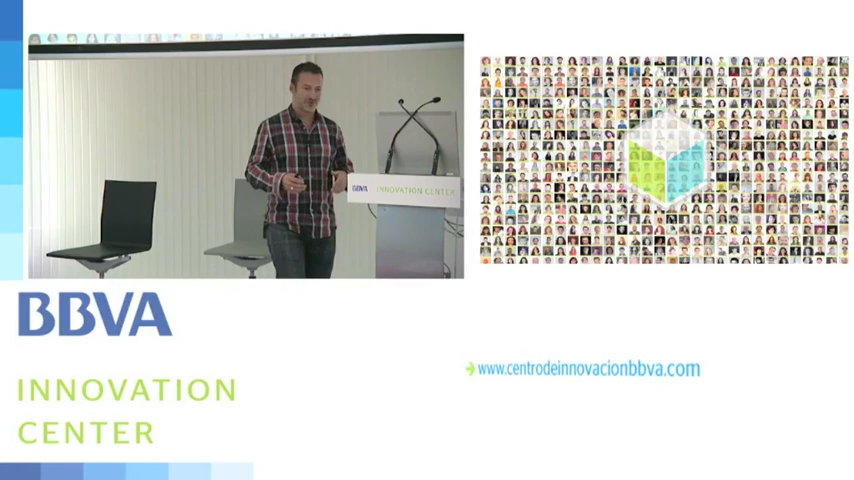 BBVA INNOVATION CENTER
BBVA
INNOVATION
CENTER
www.centrodeinnovacionbbva.com